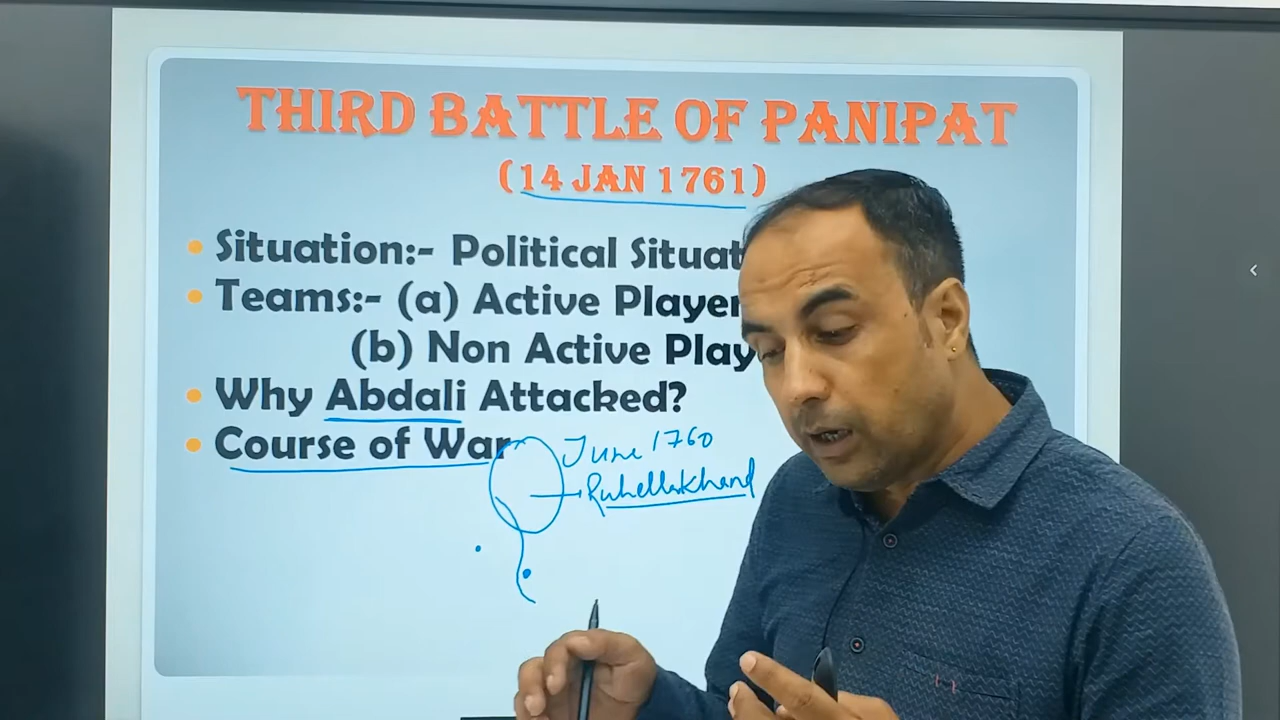 THIRD BATTLE OF PANIPAT
(14 JAN 1761)
• Situation:- Political Situat
• Teams:- (a) Active Player
(b) Non Active Play
• Why Abdali Attacked?
• Course of War
June 1760
Ruhellakhand